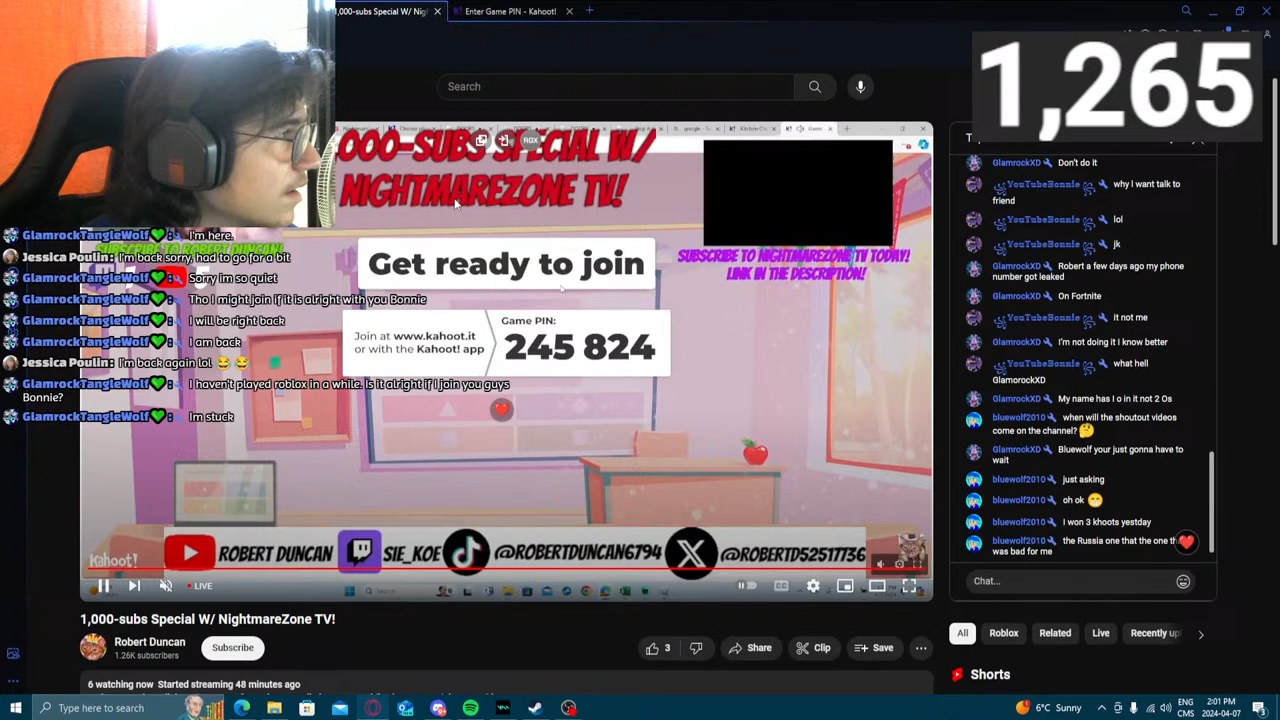 1,000-subs Special W/ Nig
Enter Game PIN - Kahoot!
1,265
Search
000-SUBS SPECIAL W/
NIGHTMAREZONE TV!
RGX
Get ready to join
Join at www.kahoot.it
or with the Kahoot! app
Game PIN:
245 824
SUBSCRIBE TO NIGHTMAREZONE TV TODAY!
LINK IN THE DESCRIPTION!
SUBSCRIBE TO ROBERT DUNCAN!
GlamrockTangleWolf💚: I'm here.
Jessica Poulin: I'm back sorry, had to go for a bit
GlamrockTangleWolf💚: Sorry im so quiet
GlamrockTangleWolf💚: Tho I might join if it is alright with you Bonnie
GlamrockTangleWolf💚: I will be right back
GlamrockTangleWolf💚: I am back
Jessica Poulin: I'm back again lol 😂 😂
GlamrockTangleWolf💚: I haven't played roblox in a while. Is it alright if I join you guys
Bonnie?
GlamrockTangleWolf💚: Im stuck
Kahoot!
ROBERT DUNCAN
SIE_KOE
@ROBERTDUNCAN6794
@ROBERTD52517736
LIVE
CC
GlamrockXD Don't do it
YouTubeBonnie why I want talk to
friend
YouTubeBonnie lol
YouTubeBonnie jk
GlamrockXD Robert a few days ago my phone
number got leaked
GlamrockXD On Fortnite
YouTubeBonnie it not me
GlamrockXD I'm not doing it I know better
YouTubeBonnie what hell
GlamorockXD
GlamrockXD My name has I o in it not 2 Os
bluewolf2010 when will the shoutout videos
come on the channel? 🤔
GlamrockXD Bluewolf your just gonna have to
wait
bluewolf2010 just asking
bluewolf2010 oh ok 😁
bluewolf2010 I won 3 khoots yestday
bluewolf2010 the Russia one that the one th
was bad for me
Chat...
1,000-subs Special W/ NightmareZone TV!
Robert Duncan
1.26K subscribers
Subscribe
3
Share
Clip
Save
6 watching now Started streaming 48 minutes ago
All
Roblox
Related
Live
Recently up
Shorts
Type here to search
6°C Sunny
ENG
CMS
2:01 PM
2024-04-07